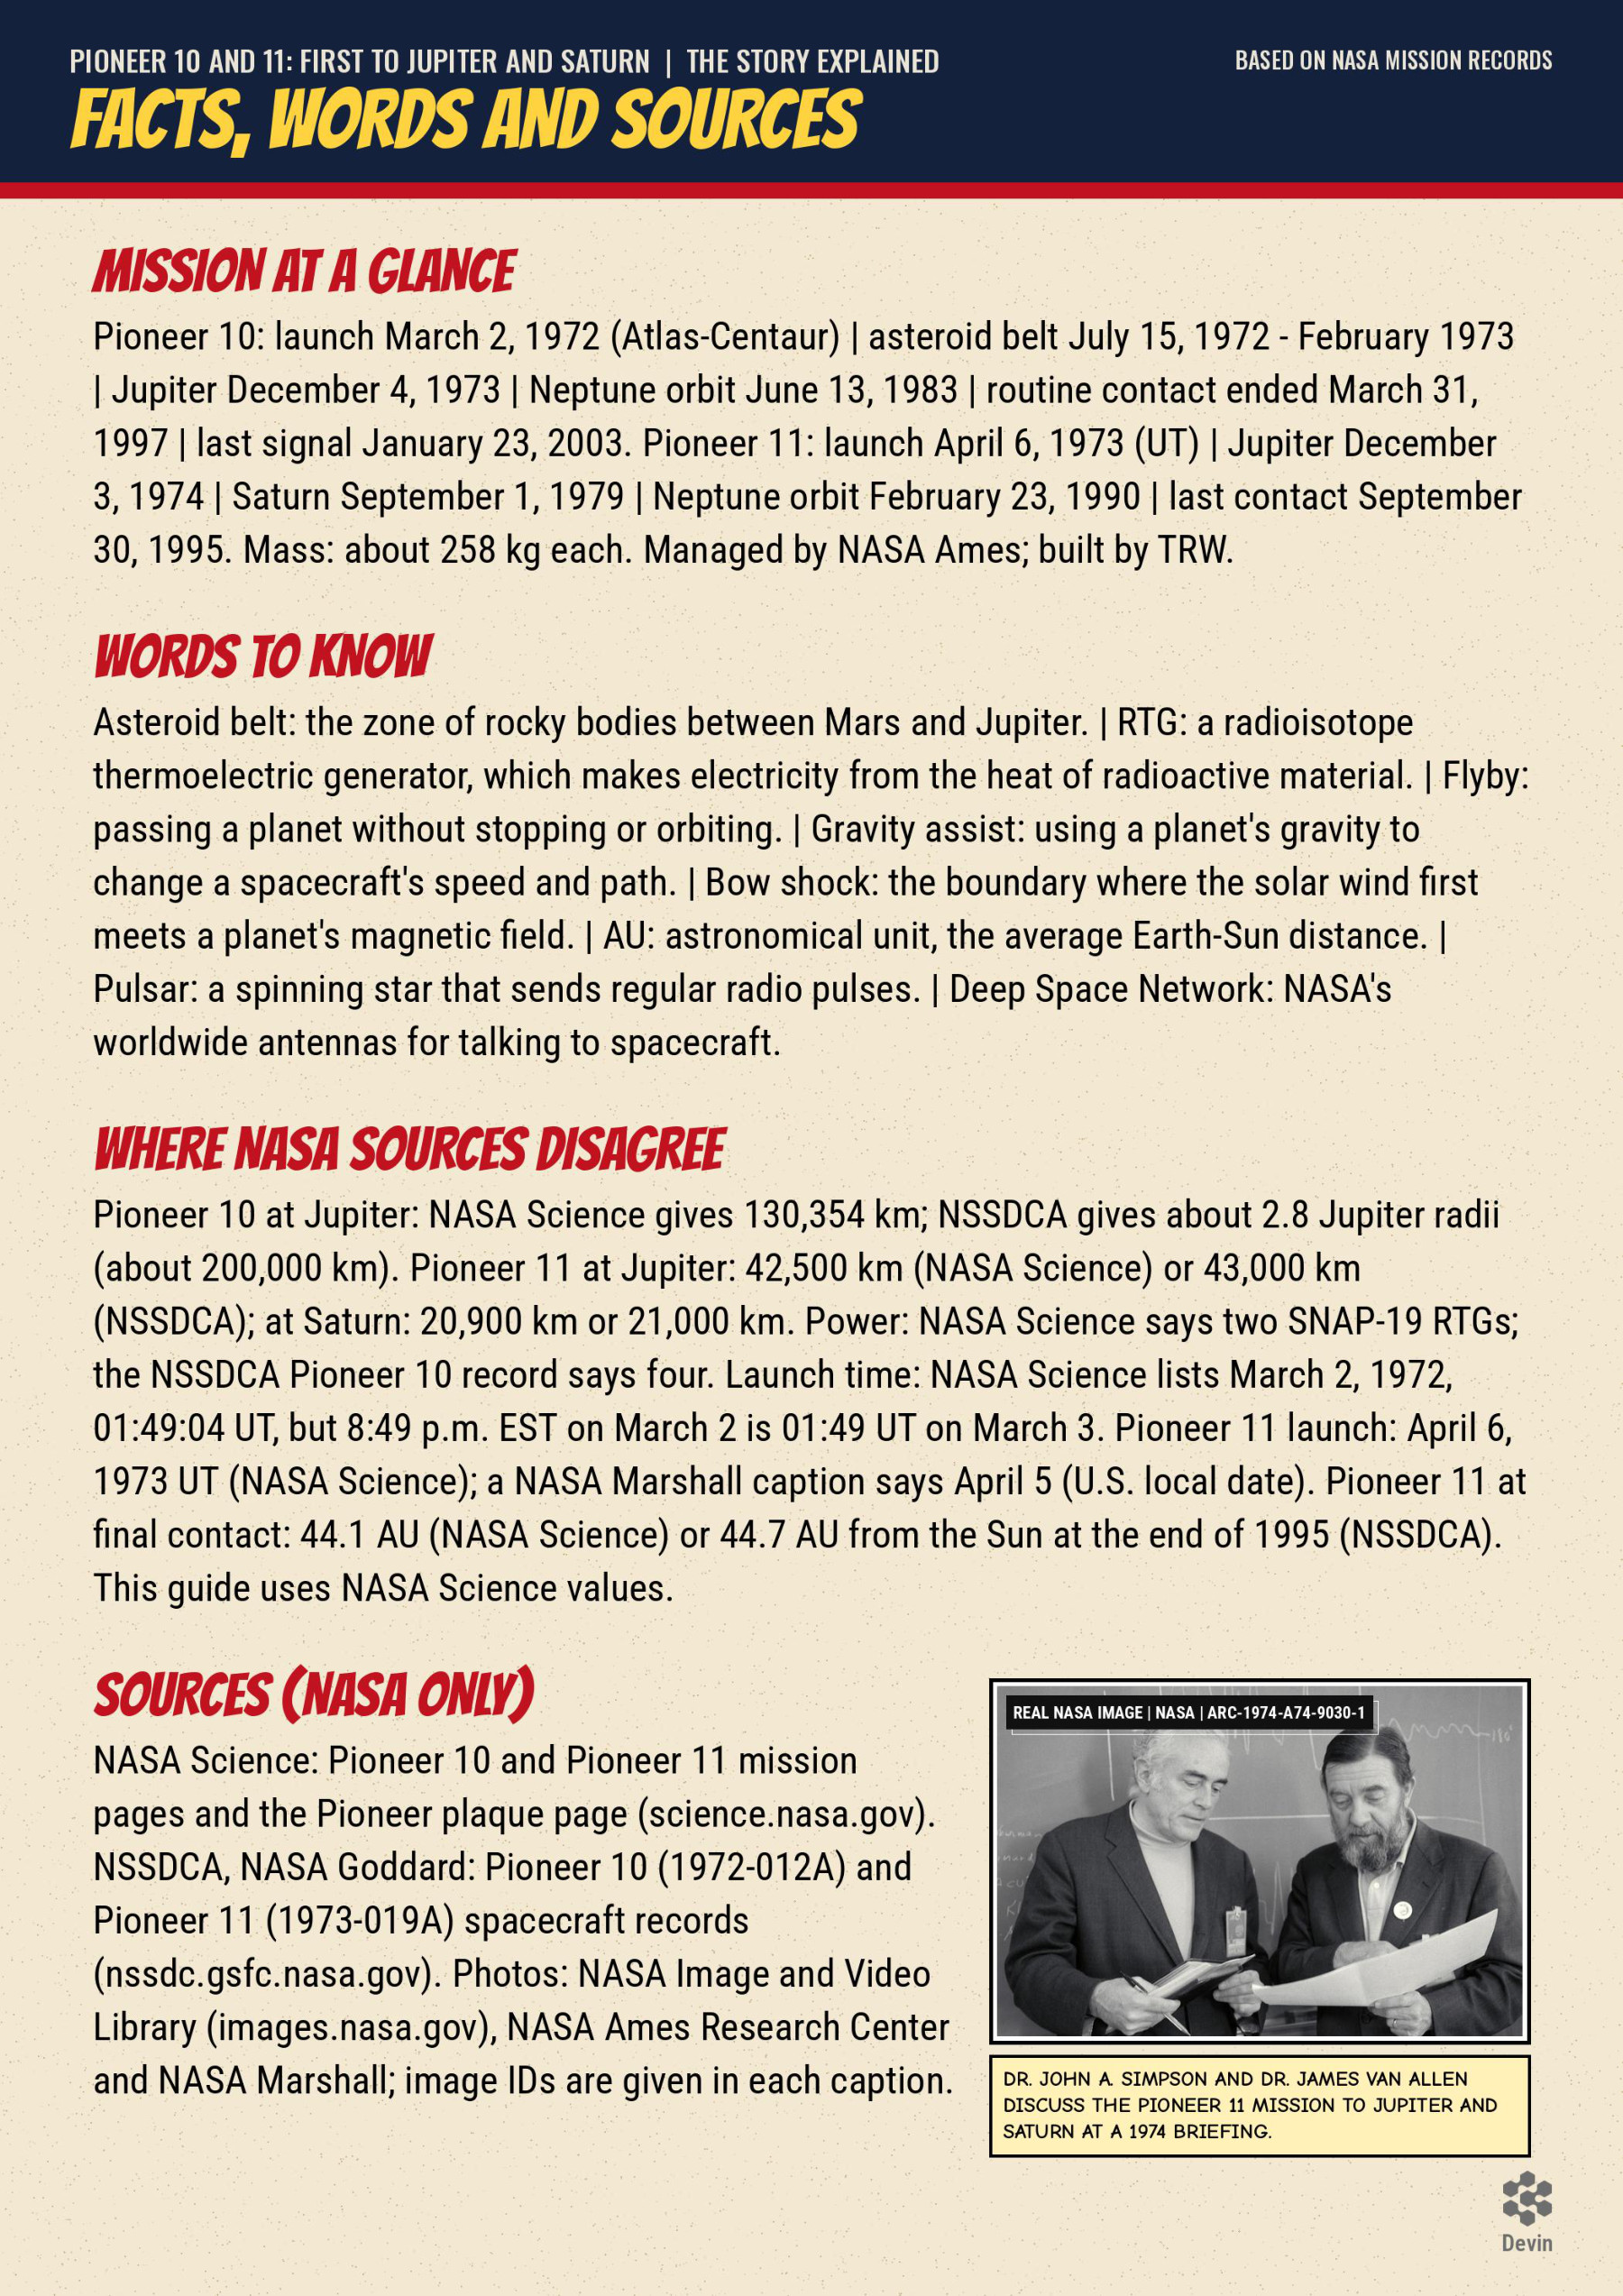 PIONEER 10 AND 11: FIRST TO JUPITER AND SATURN | THE STORY EXPLAINED
BASED ON NASA MISSION RECORDS
FACTS, WORDS AND SOURCES
MISSION AT A GLANCE
Pioneer 10: launch March 2, 1972 (Atlas-Centaur) | asteroid belt July 15, 1972 - February 1973
| Jupiter December 4, 1973 | Neptune orbit June 13, 1983 | routine contact ended March 31,
1997 | last signal January 23, 2003. Pioneer 11: launch April 6, 1973 (UT) | Jupiter December
3, 1974 | Saturn September 1, 1979 | Neptune orbit February 23, 1990 | last contact September
30, 1995. Mass: about 258 kg each. Managed by NASA Ames; built by TRW.
WORDS TO KNOW
Asteroid belt: the zone of rocky bodies between Mars and Jupiter. | RTG: a radioisotope
thermoelectric generator, which makes electricity from the heat of radioactive material. | Flyby:
passing a planet without stopping or orbiting. | Gravity assist: using a planet's gravity to
change a spacecraft's speed and path. | Bow shock: the boundary where the solar wind first
meets a planet's magnetic field. | AU: astronomical unit, the average Earth-Sun distance. |
Pulsar: a spinning star that sends regular radio pulses. | Deep Space Network: NASA's
worldwide antennas for talking to spacecraft.
WHERE NASA SOURCES DISAGREE
Pioneer 10 at Jupiter: NASA Science gives 130,354 km; NSSDCA gives about 2.8 Jupiter radii
(about 200,000 km). Pioneer 11 at Jupiter: 42,500 km (NASA Science) or 43,000 km
(NSSDCA); at Saturn: 20,900 km or 21,000 km. Power: NASA Science says two SNAP-19 RTGs;
the NSSDCA Pioneer 10 record says four. Launch time: NASA Science lists March 2, 1972,
01:49:04 UT, but 8:49 p.m. EST on March 2 is 01:49 UT on March 3. Pioneer 11 launch: April 6,
1973 UT (NASA Science); a NASA Marshall caption says April 5 (U.S. local date). Pioneer 11 at
final contact: 44.1 AU (NASA Science) or 44.7 AU from the Sun at the end of 1995 (NSSDCA).
This guide uses NASA Science values.
SOURCES (NASA ONLY)
NASA Science: Pioneer 10 and Pioneer 11 mission
pages and the Pioneer plaque page (science.nasa.gov).
NSSDCA, NASA Goddard: Pioneer 10 (1972-012A) and
Pioneer 11 (1973-019A) spacecraft records
(nssdc.gsfc.nasa.gov). Photos: NASA Image and Video
Library (images.nasa.gov), NASA Ames Research Center
and NASA Marshall; image IDs are given in each caption.
REAL NASA IMAGE | NASA | ARC-1974-A74-9030-1
DR. JOHN A. SIMPSON AND DR. JAMES VAN ALLEN
DISCUSS THE PIONEER 11 MISSION TO JUPITER AND
SATURN AT A 1974 BRIEFING.
Devin